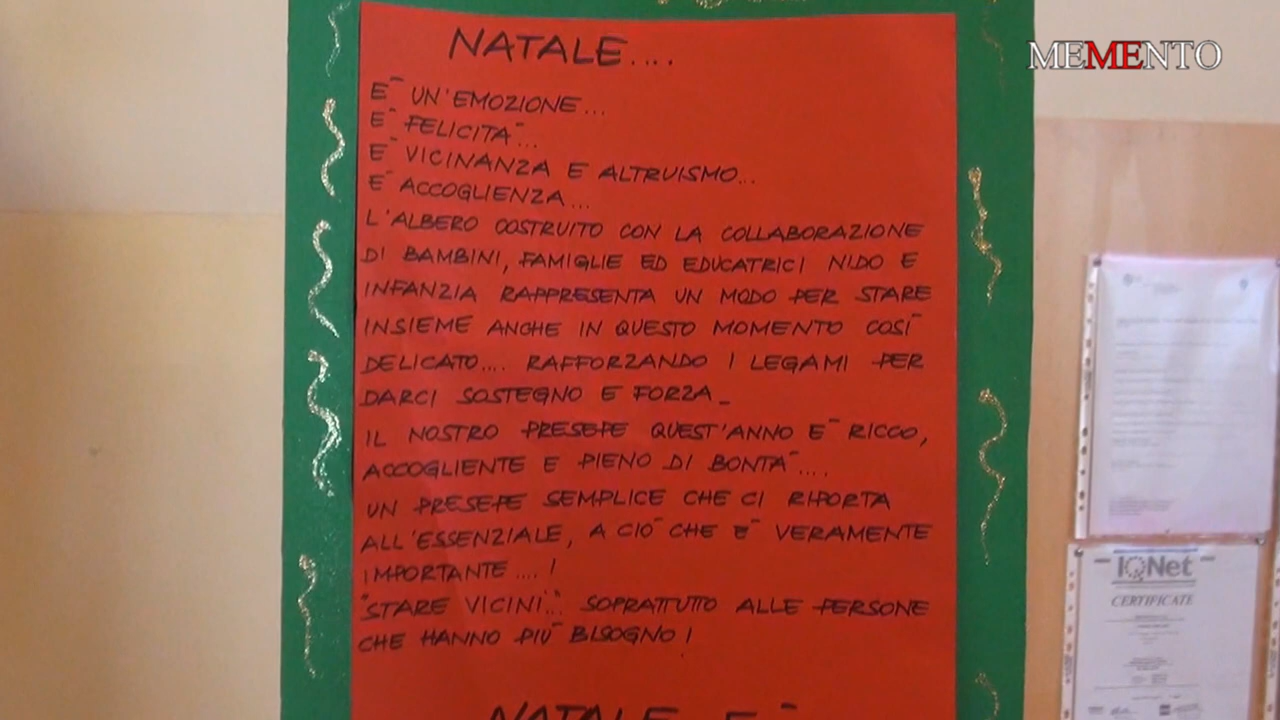 MEMENTO
NATALE....
E' UN'EMOZIONE...
E' FELICITA'...
E' VICINANZA E ALTRUISMO...
E' ACCOGLIENZA...
L'ALBERO COSTRUITO CON LA COLLABORAZIONE
DI BAMBINI, FAMIGLIE ED EDUCATRICI NIDO E
INFANZIA RAPPRESENTA UN MODO PER STARE
INSIEME ANCHE IN QUESTO MOMENTO COSÍ
DELICATO.... RAFFORZANDO I LEGAMI PER
DARCI SOSTEGNO E FORZA_
IL NOSTRO PRESEPE QUEST'ANNO E' RICCO,
ACCOGLIENTE E PIENO DI BONTA'....
UN PRESEPE SEMPLICE CHE CI RIPORTA
ALL'ESSENZIALE, A CIO' CHE E' VERAMENTE
IMPORTANTE....!
"STARE VICINI".. SOPRATTUTTO ALLE PERSONE
CHE HANNO PIU' BISOGNO!
NATALE E'
IQNet
CERTIFICATE